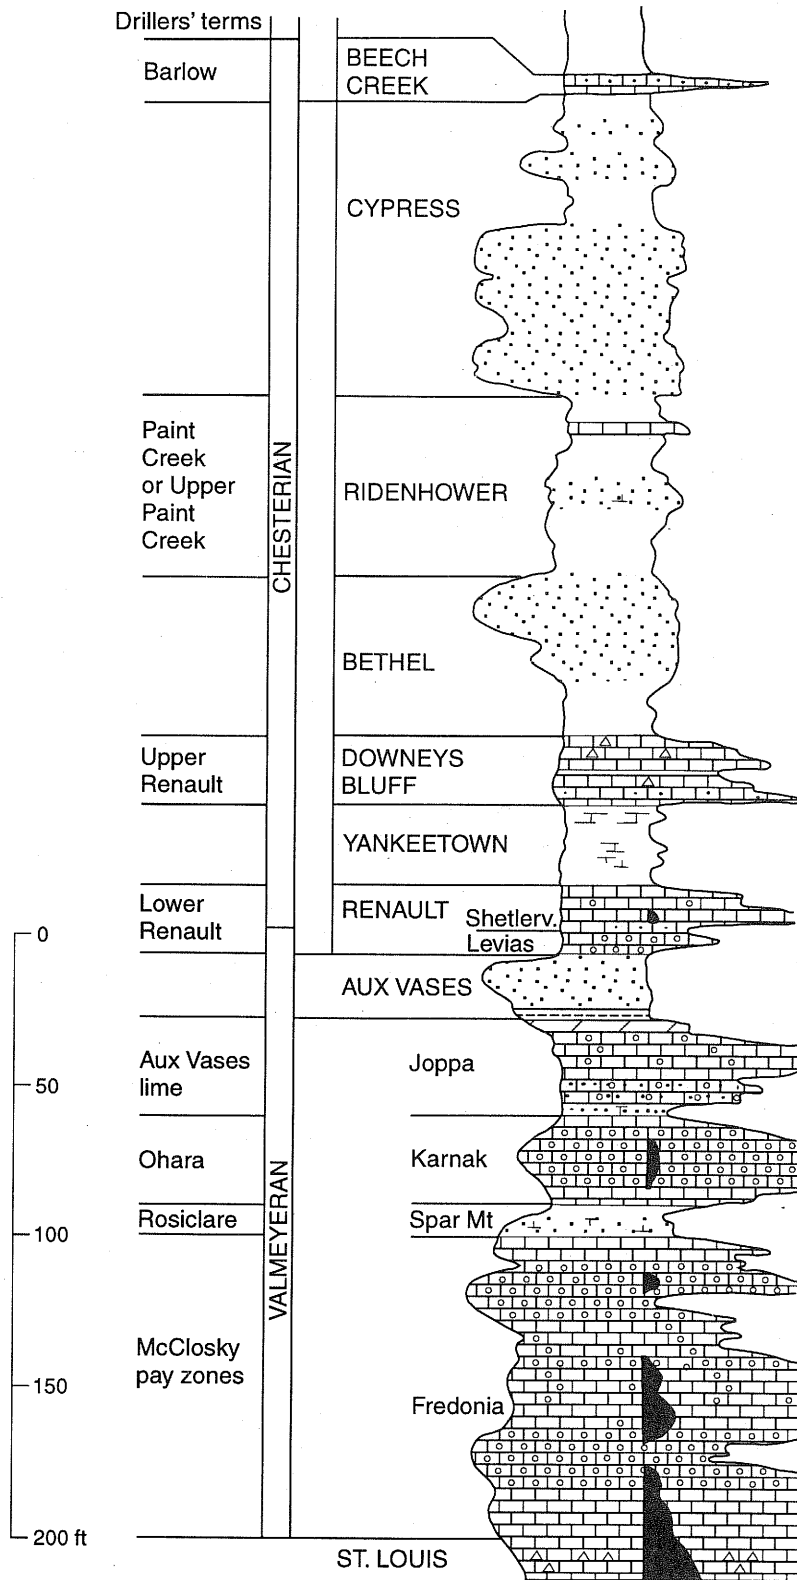 Drillers' terms
Barlow
BEECH
CREEK
CYPRESS
Paint
Creek
or Upper
Paint
Creek
CHESTERIAN
RIDENHOWER
BETHEL
Upper
Renault
DOWNEYS
BLUFF
YANKEETOWN
Lower
Renault
RENAULT
Shetlerv.
Levias
0
AUX VASES
Aux Vases
lime
Joppa
50
Ohara
Karnak
VALMEYERAN
Rosiclare
Spar Mt
100
McClosky
pay zones
150
Fredonia
200 ft
ST. LOUIS